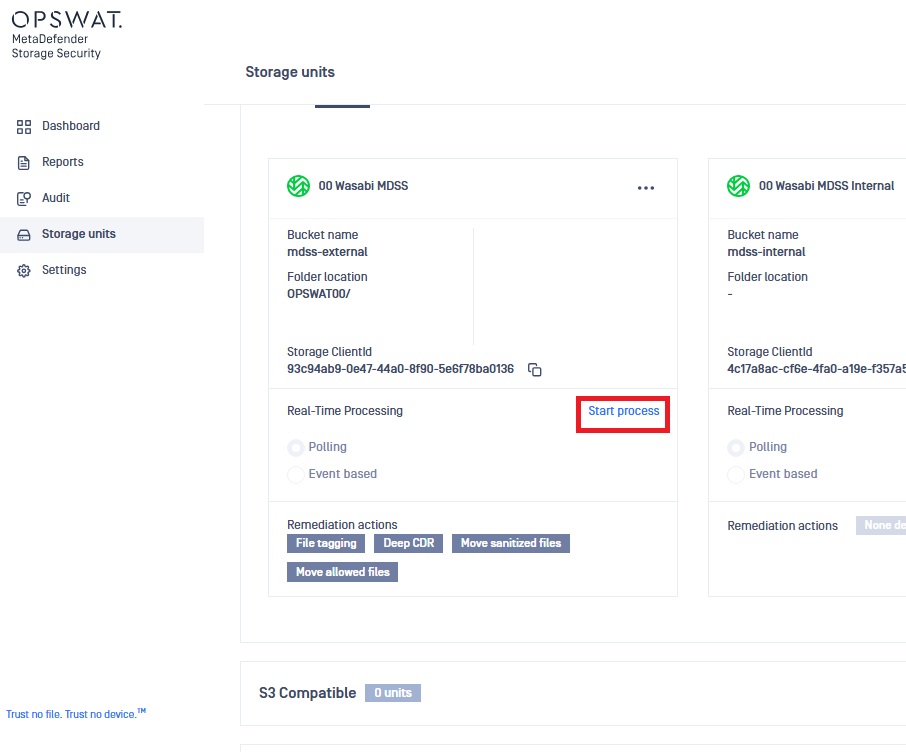 OPSWAT.
MetaDefender
Storage Security
Storage units
Dashboard
Reports
Audit
Storage units
Settings
00 Wasabi MDSS
Bucket name
mdss-external
Folder location
OPSWAT00/
Storage ClientId
93c94ab9-0e47-44a0-8f90-5e6f78ba0136
Real-Time Processing
Start process
Polling
Event based
Remediation actions
File tagging
Deep CDR
Move sanitized files
Move allowed files
00 Wasabi MDSS Internal
Bucket name
mdss-internal
Folder location
-
Storage ClientId
4c17a8ac-cf6e-4fa0-a19e-f357a5
Real-Time Processing
Polling
Event based
Remediation actions
None de
S3 Compatible
0 units
Trust no file. Trust no device.™